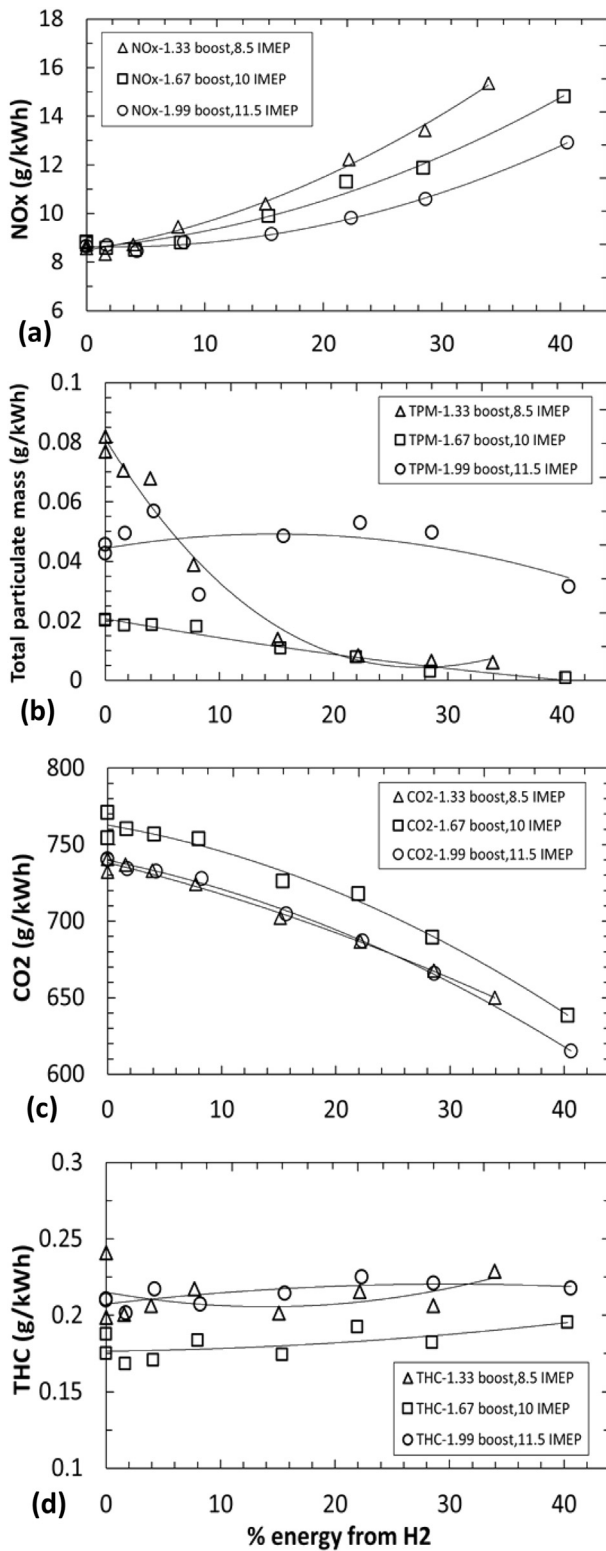 NOx (g/kWh)
18
16
14
12
10
8
6
NOx-1.33 boost,8.5 IMEP
NOx-1.67 boost,10 IMEP
NOx-1.99 boost,11.5 IMEP
(a)
0 10 20 30 40
Total particulate mass (g/kWh)
0.1
0.08
0.06
0.04
0.02
0
TPM-1.33 boost,8.5 IMEP
TPM-1.67 boost,10 IMEP
TPM-1.99 boost,11.5 IMEP
(b)
0 10 20 30 40
CO2 (g/kWh)
800
750
700
650
600
CO2-1.33 boost,8.5 IMEP
CO2-1.67 boost,10 IMEP
CO2-1.99 boost,11.5 IMEP
(c)
0 10 20 30 40
THC (g/kWh)
0.3
0.25
0.2
0.15
0.1
THC-1.33 boost,8.5 IMEP
THC-1.67 boost,10 IMEP
THC-1.99 boost,11.5 IMEP
(d)
0 10 20 30 40
% energy from H2